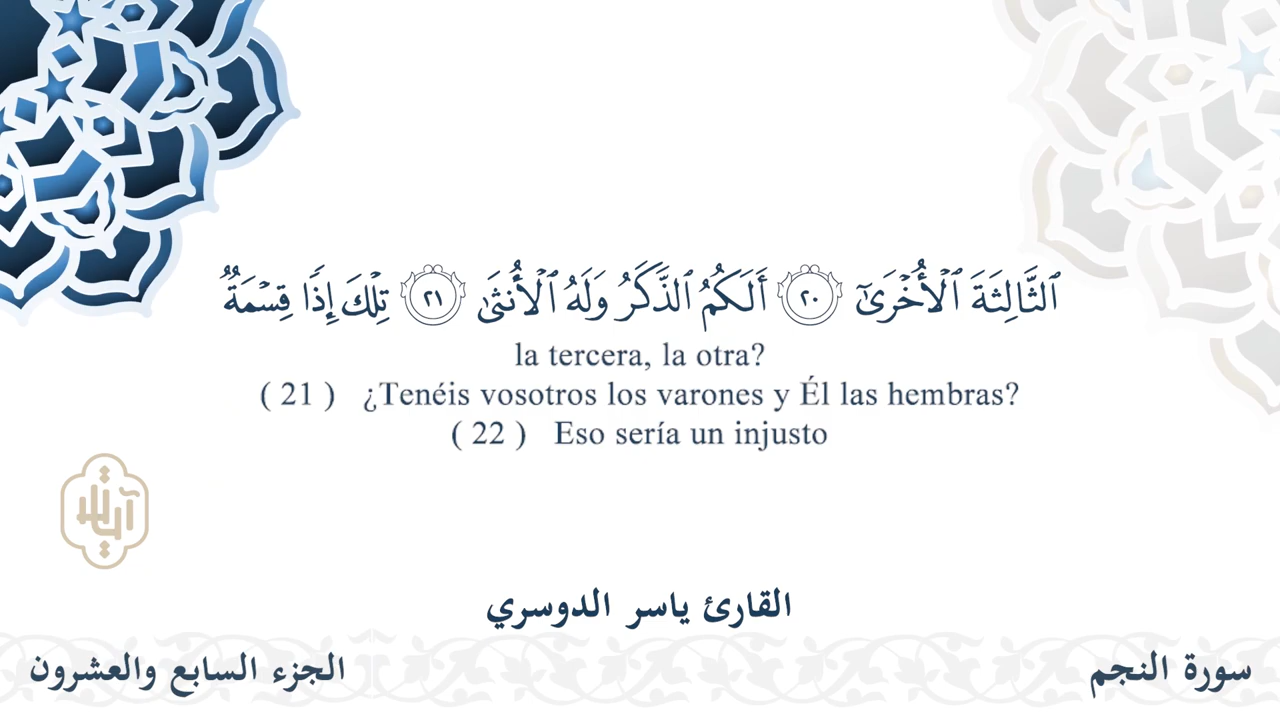 ٱلثَّالِثَةَ ٱلْأُخْرَىٰٓ ٢٠ أَلَكُمُ ٱلذَّكَرُ وَلَهُ ٱلْأُنثَىٰ ٢١ تِلْكَ إِذًا قِسْمَةٌ
la tercera, la otra?
( 21 ) ¿Tenéis vosotros los varones y Él las hembras?
( 22 ) Eso sería un injusto
آيات
القارئ ياسر الدوسري
سورة النجم
الجزء السابع والعشرون